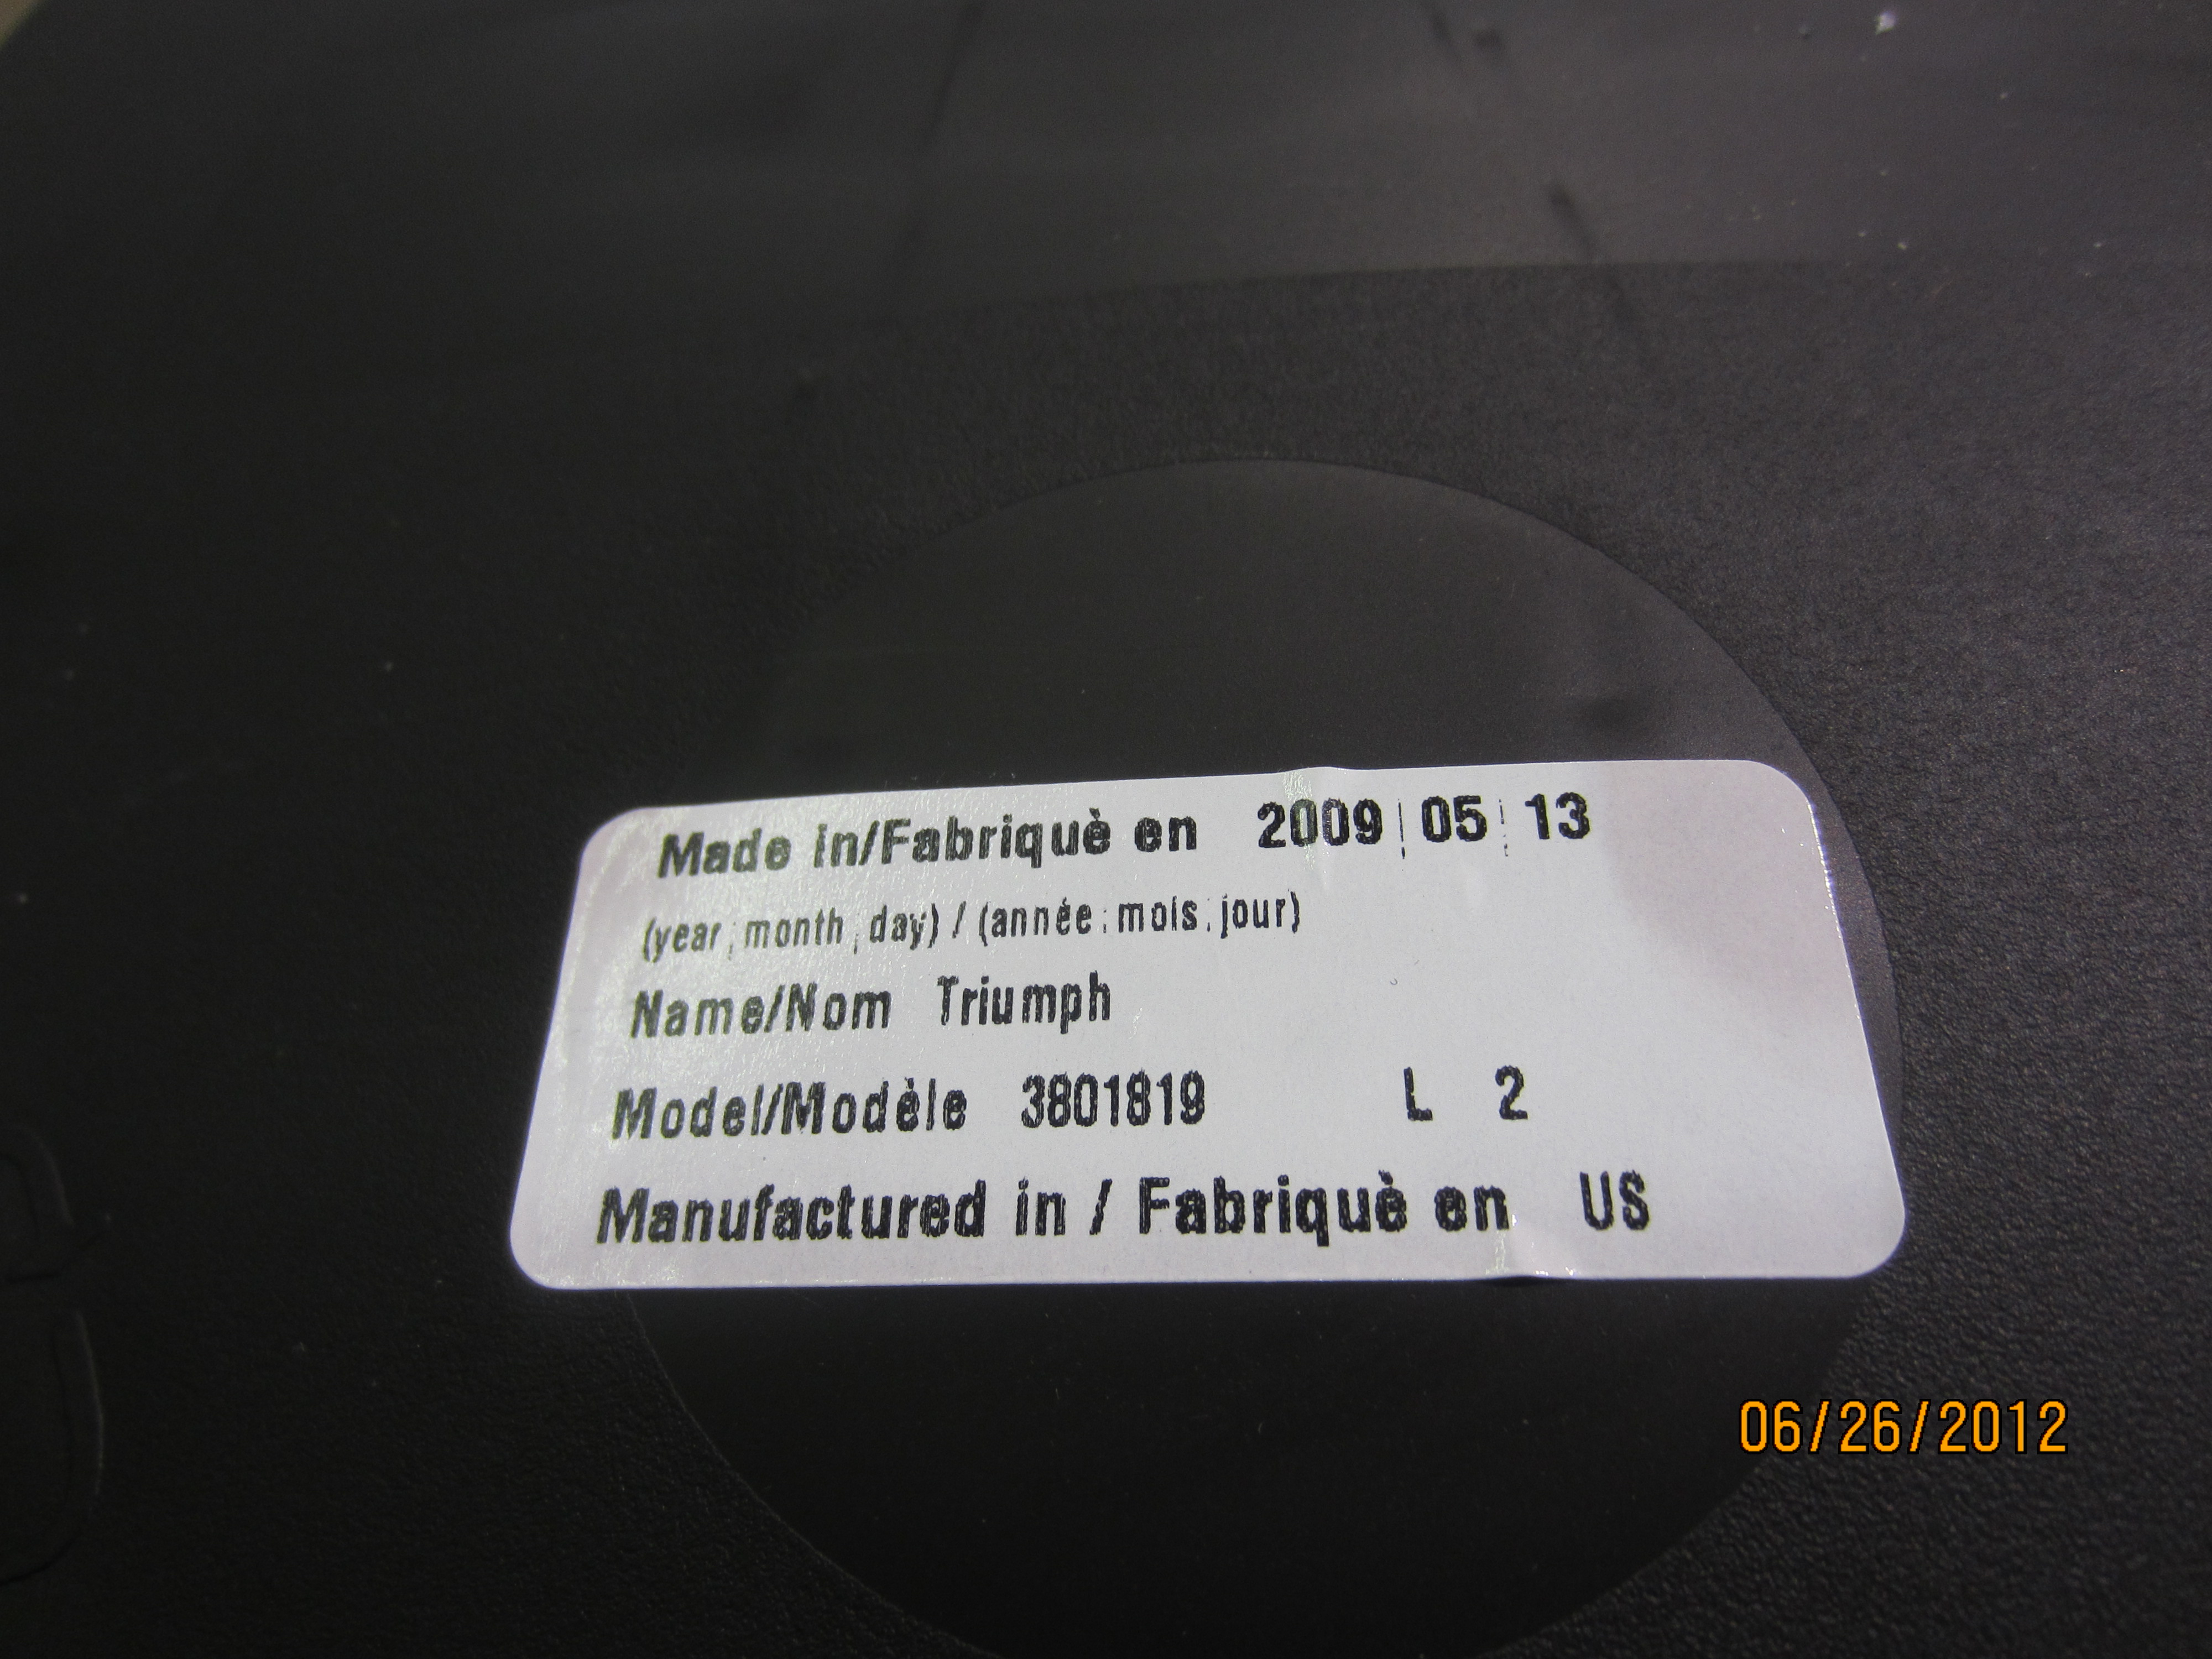 Made in/Fabriquè en 2009 | 05 | 13
(year ¦ month ¦ day) / (année ¦ mois ¦ jour)
Name/Nom Triumph
Model/Modèle 3801819 L 2
Manufactured in / Fabriquè en US
06/26/2012